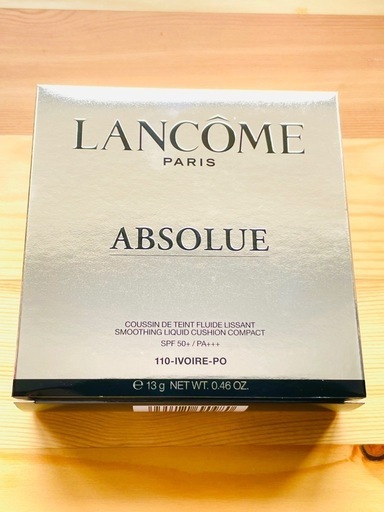 LANCÔME
PARIS
ABSOLUE
COUSSIN DE TEINT FLUIDE LISSANT
SMOOTHING LIQUID CUSHION COMPACT
SPF 50+ / PA+++
110-IVOIRE-PO
℮ 13 g NET WT. 0.46 OZ.